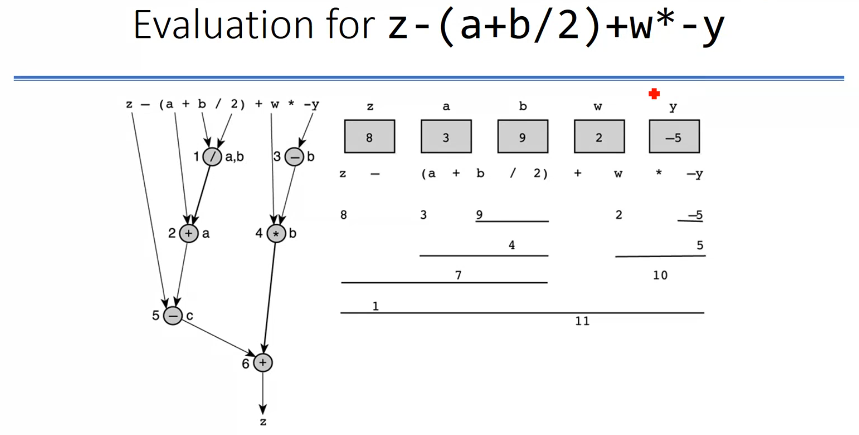 Evaluation for z-(a+b/2)+w*-y
z – (a + b / 2) + w * -y
z a b w y
8 3 9 2 –5
z – (a + b / 2) + w * –y
1 / a,b 3 – b
8 3 9 2 –5
2 + a 4 * b
4 5
7 10
1
5 – c
11
6 +
z